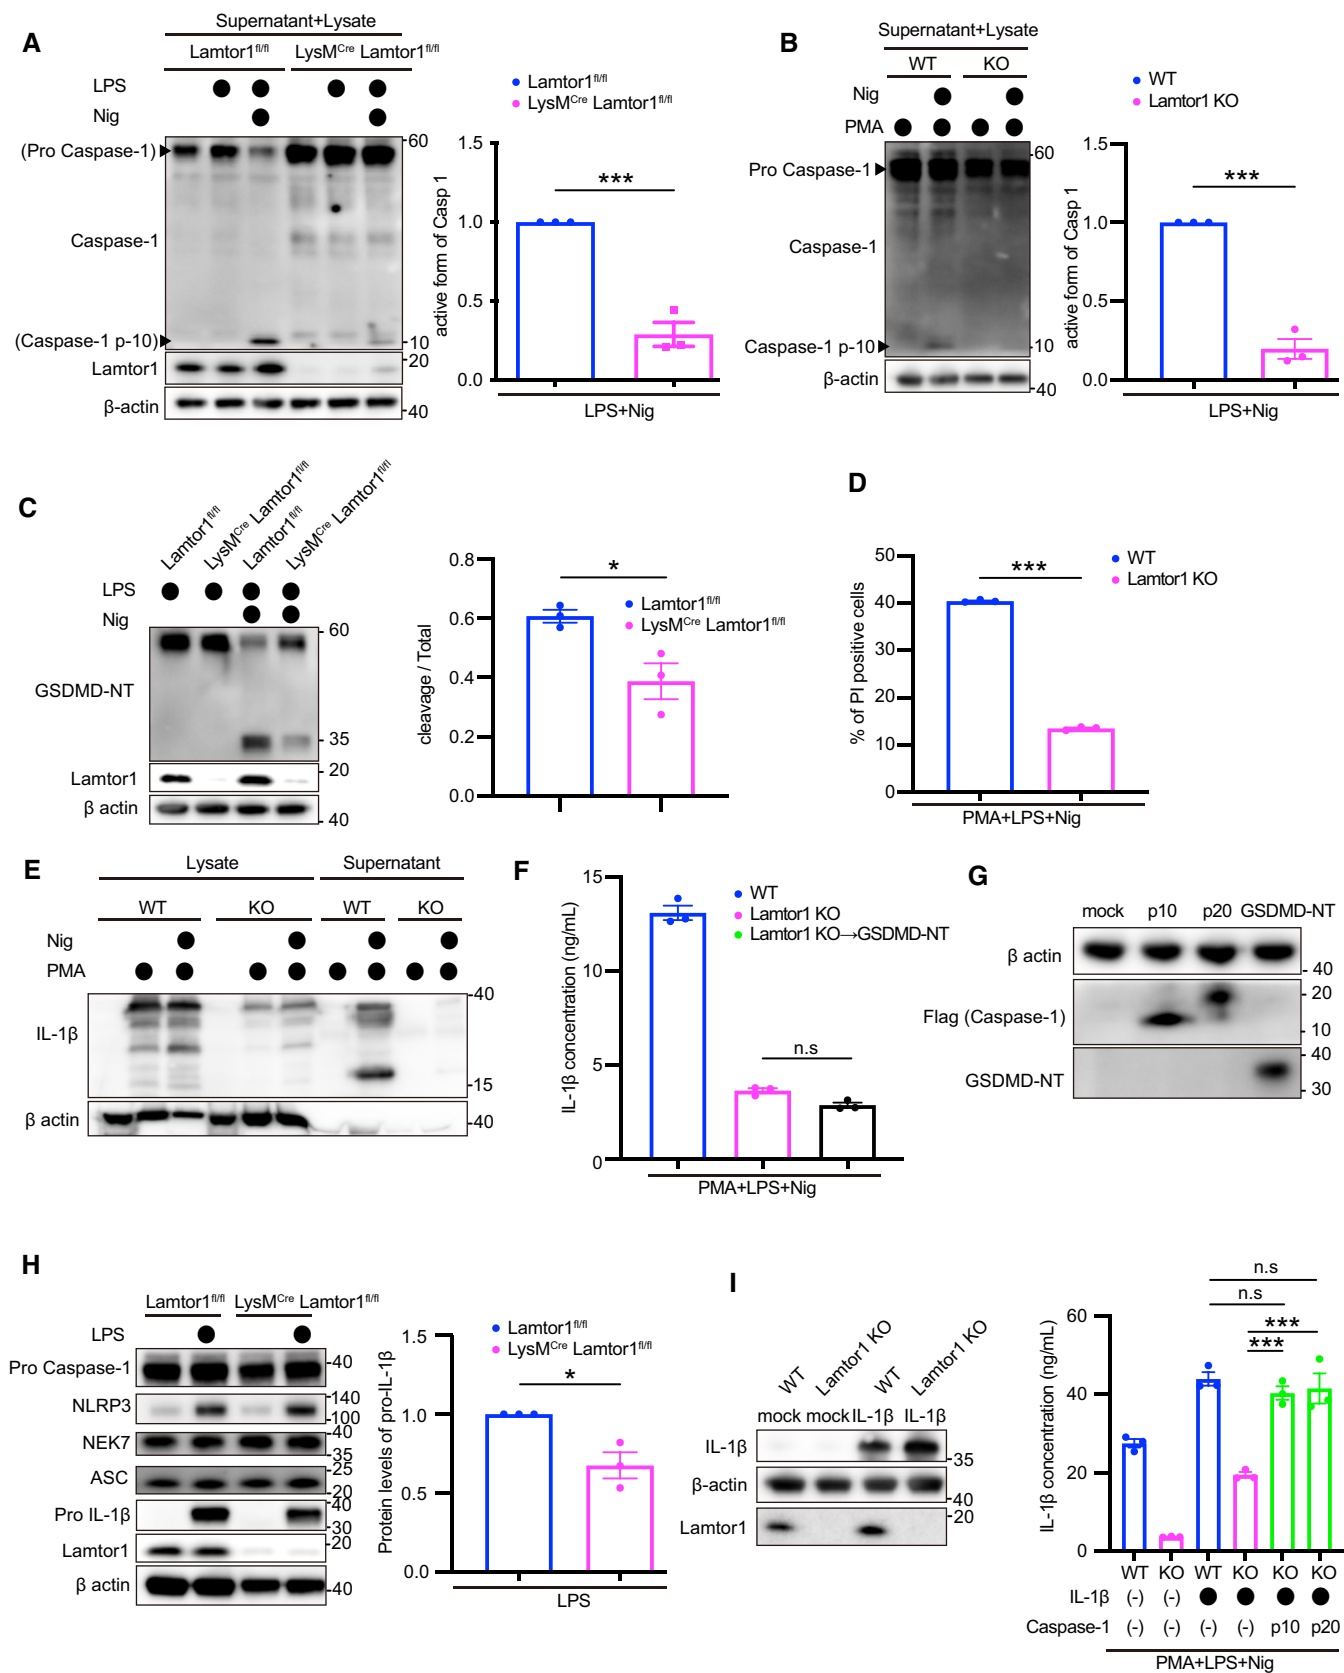 A
Supernatant+Lysate
Lamtor1fl/fl LysMCre Lamtor1fl/fl
LPS
Nig
(Pro Caspase-1)
60
Caspase-1
(Caspase-1 p-10)
10
Lamtor1
20
β-actin
40
Lamtor1fl/fl
LysMCre Lamtor1fl/fl
active form of Casp 1
1.5
1.0
0.5
0.0
***
LPS+Nig
B
Supernatant+Lysate
WT KO
Nig
PMA
Pro Caspase-1
60
Caspase-1
Caspase-1 p-10
10
β-actin
40
WT
Lamtor1 KO
active form of Casp 1
1.5
1.0
0.5
0.0
***
LPS+Nig
C
Lamtor1fl/fl
LysMCre Lamtor1fl/fl
Lamtor1fl/fl
LysMCre Lamtor1fl/fl
LPS
Nig
60
GSDMD-NT
35
Lamtor1
20
β actin
40
cleavage / Total
0.8
0.6
0.4
0.2
0.0
*
Lamtor1fl/fl
LysMCre Lamtor1fl/fl
D
% of PI positive cells
50
40
30
20
10
0
***
WT
Lamtor1 KO
PMA+LPS+Nig
E
Lysate Supernatant
WT KO WT KO
Nig
PMA
40
IL-1β
15
β actin
40
F
IL-1β concentration (ng/mL)
15
10
5
0
WT
Lamtor1 KO
Lamtor1 KO→GSDMD-NT
n.s
PMA+LPS+Nig
G
mock p10 p20 GSDMD-NT
β actin
40
Flag (Caspase-1)
20
10
GSDMD-NT
40
30
H
Lamtor1fl/fl LysMCre Lamtor1fl/fl
LPS
Pro Caspase-1
40
NLRP3
140
100
NEK7
40
35
ASC
25
20
Pro IL-1β
40
30
Lamtor1
20
β actin
40
Protein levels of pro-IL-1β
1.5
1.0
0.5
0.0
Lamtor1fl/fl
LysMCre Lamtor1fl/fl
*
LPS
I
WT
Lamtor1 KO
WT
Lamtor1 KO
mock mock IL-1β IL-1β
IL-1β
35
β-actin
40
Lamtor1
20
IL-1β concentration (ng/mL)
60
40
20
0
n.s
n.s
***
***
WT KO WT KO KO KO
IL-1β (-) (-)
Caspase-1 (-) (-) (-) (-) p10 p20
PMA+LPS+Nig